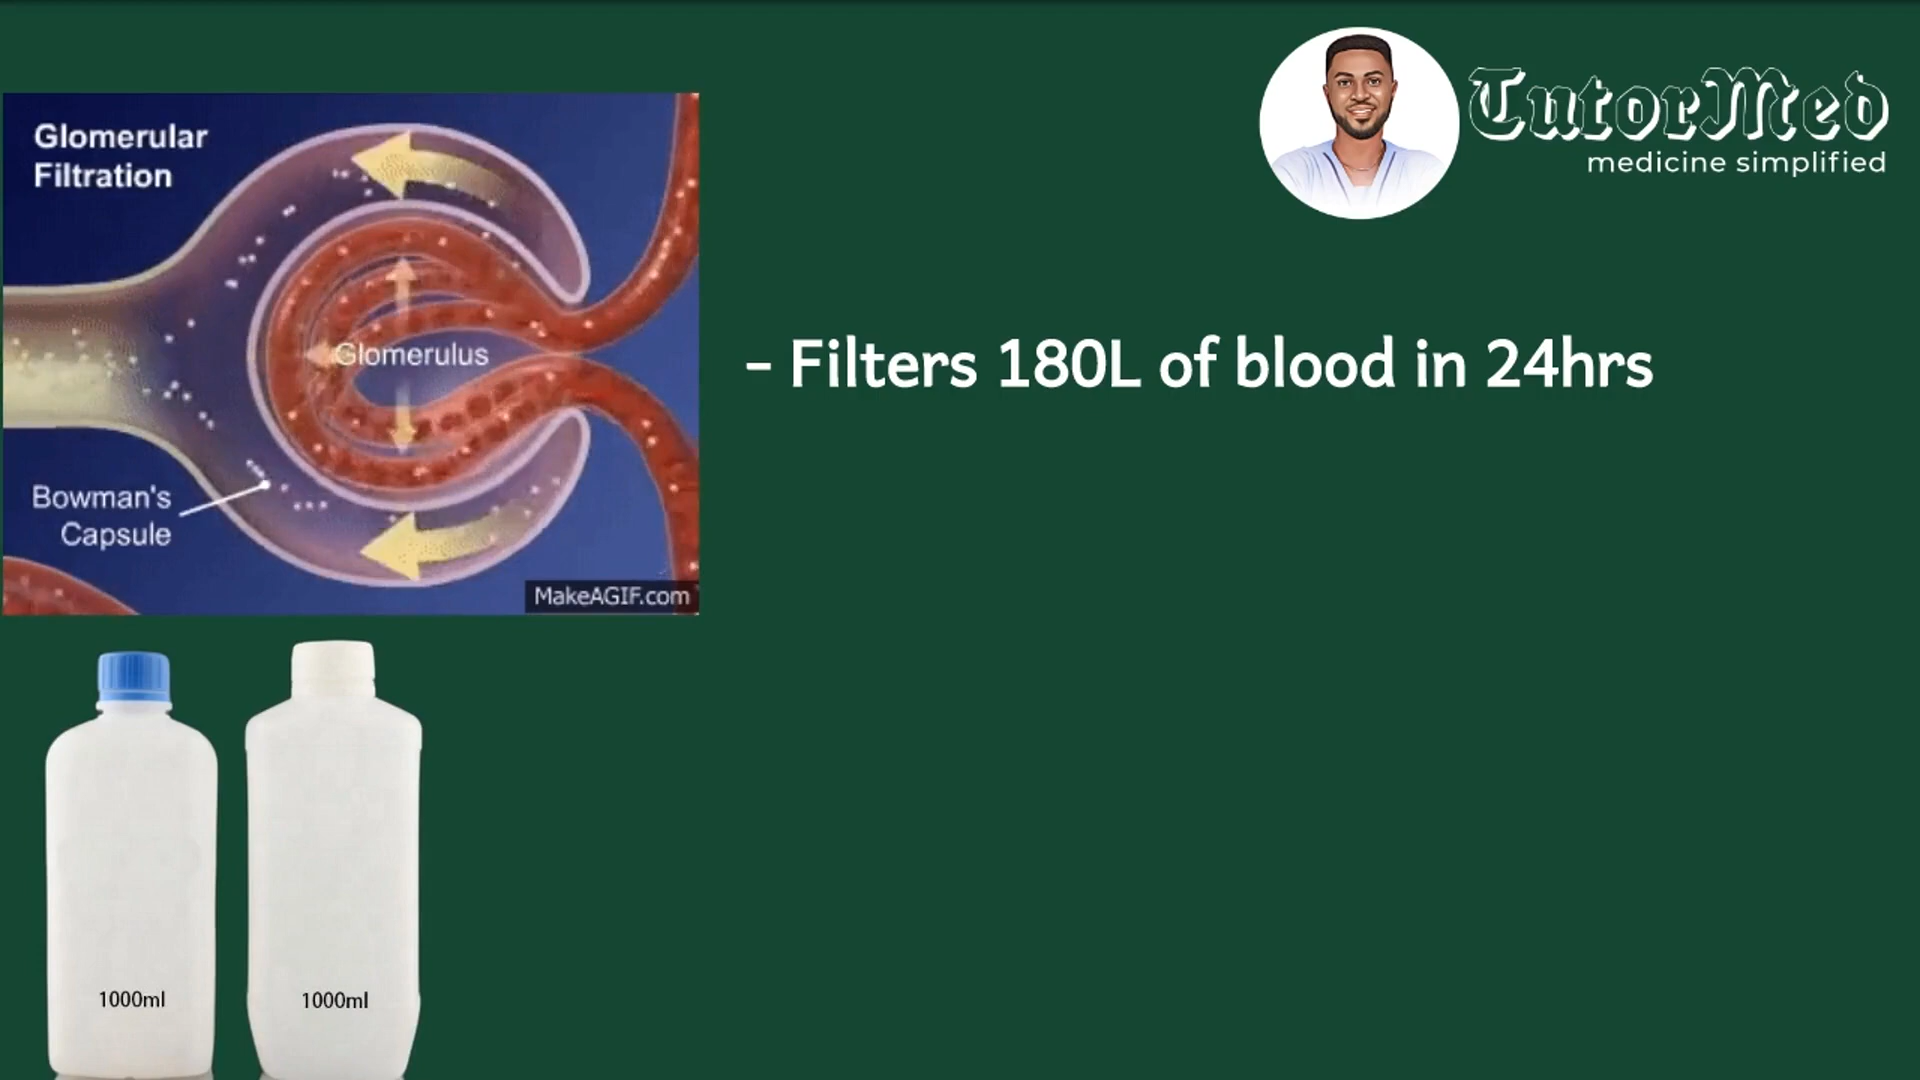 TutorMed
medicine simplified
Glomerular
Filtration
Glomerulus
Bowman's
Capsule
MakeAGIF.com
- Filters 180L of blood in 24hrs
1000ml
1000ml